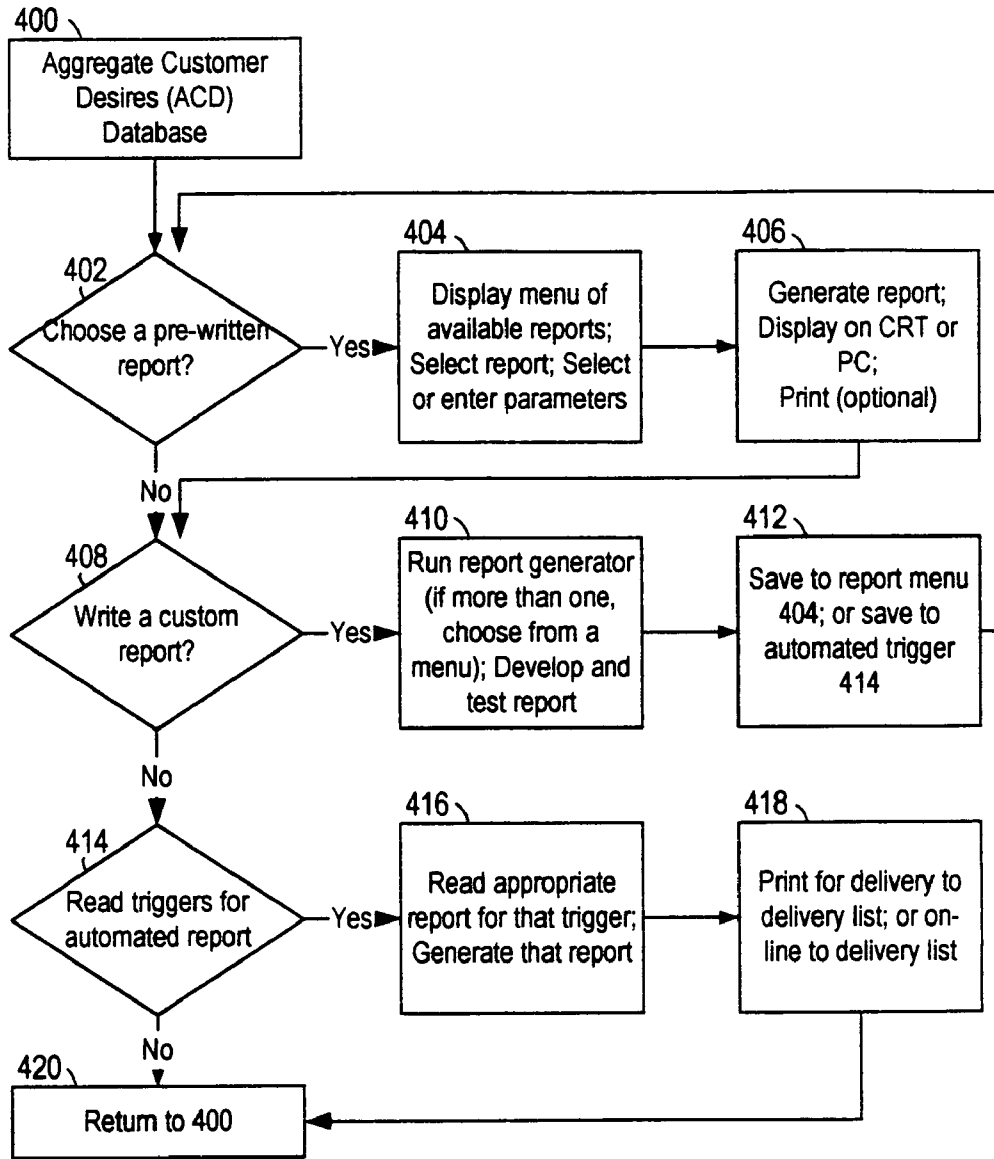 400
Aggregate Customer
Desires (ACD)
Database
402
Choose a pre-written
report?
Yes
404
Display menu of
available reports;
Select report; Select
or enter parameters
406
Generate report;
Display on CRT or
PC;
Print (optional)
No
408
Write a custom
report?
Yes
410
Run report generator
(if more than one,
choose from a
menu); Develop and
test report
412
Save to report menu
404; or save to
automated trigger
414
No
414
Read triggers for
automated report
Yes
416
Read appropriate
report for that trigger;
Generate that report
418
Print for delivery to
delivery list; or on-
line to delivery list
No
420
Return to 400